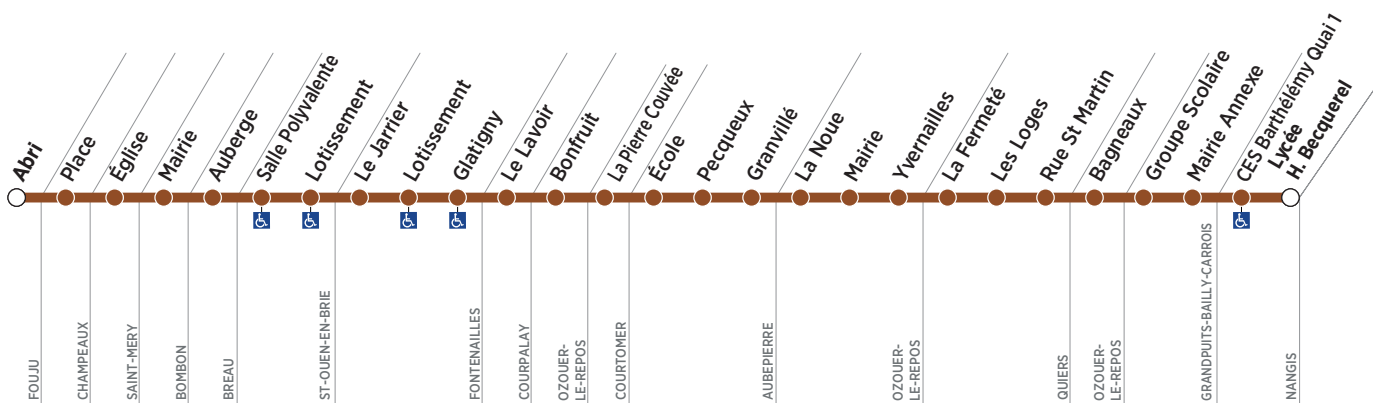 Abri
Place
Église
Mairie
Auberge
Salle Polyvalente
Lotissement
Le Jarrier
Lotissement
Glatigny
Le Lavoir
Bonfruit
La Pierre Couvée
École
Pecqueux
Granvillé
La Noue
Mairie
Yvernailles
La Fermeté
Les Loges
Rue St Martin
Bagneaux
Groupe Scolaire
Mairie Annexe
CES Barthélémy Quai 1
Lycée
H. Becquerel
FOUJU
CHAMPEAUX
SAINT-MERY
BOMBON
BREAU
ST-OUEN-EN-BRIE
FONTENAILLES
COURPALAY
OZOUER-
LE-REPOS
COURTOMER
AUBEPIERRE
OZOUER-
LE-REPOS
QUIERS
OZOUER-
LE-REPOS
GRANDPUITS-BAILLY-CARROIS
NANGIS